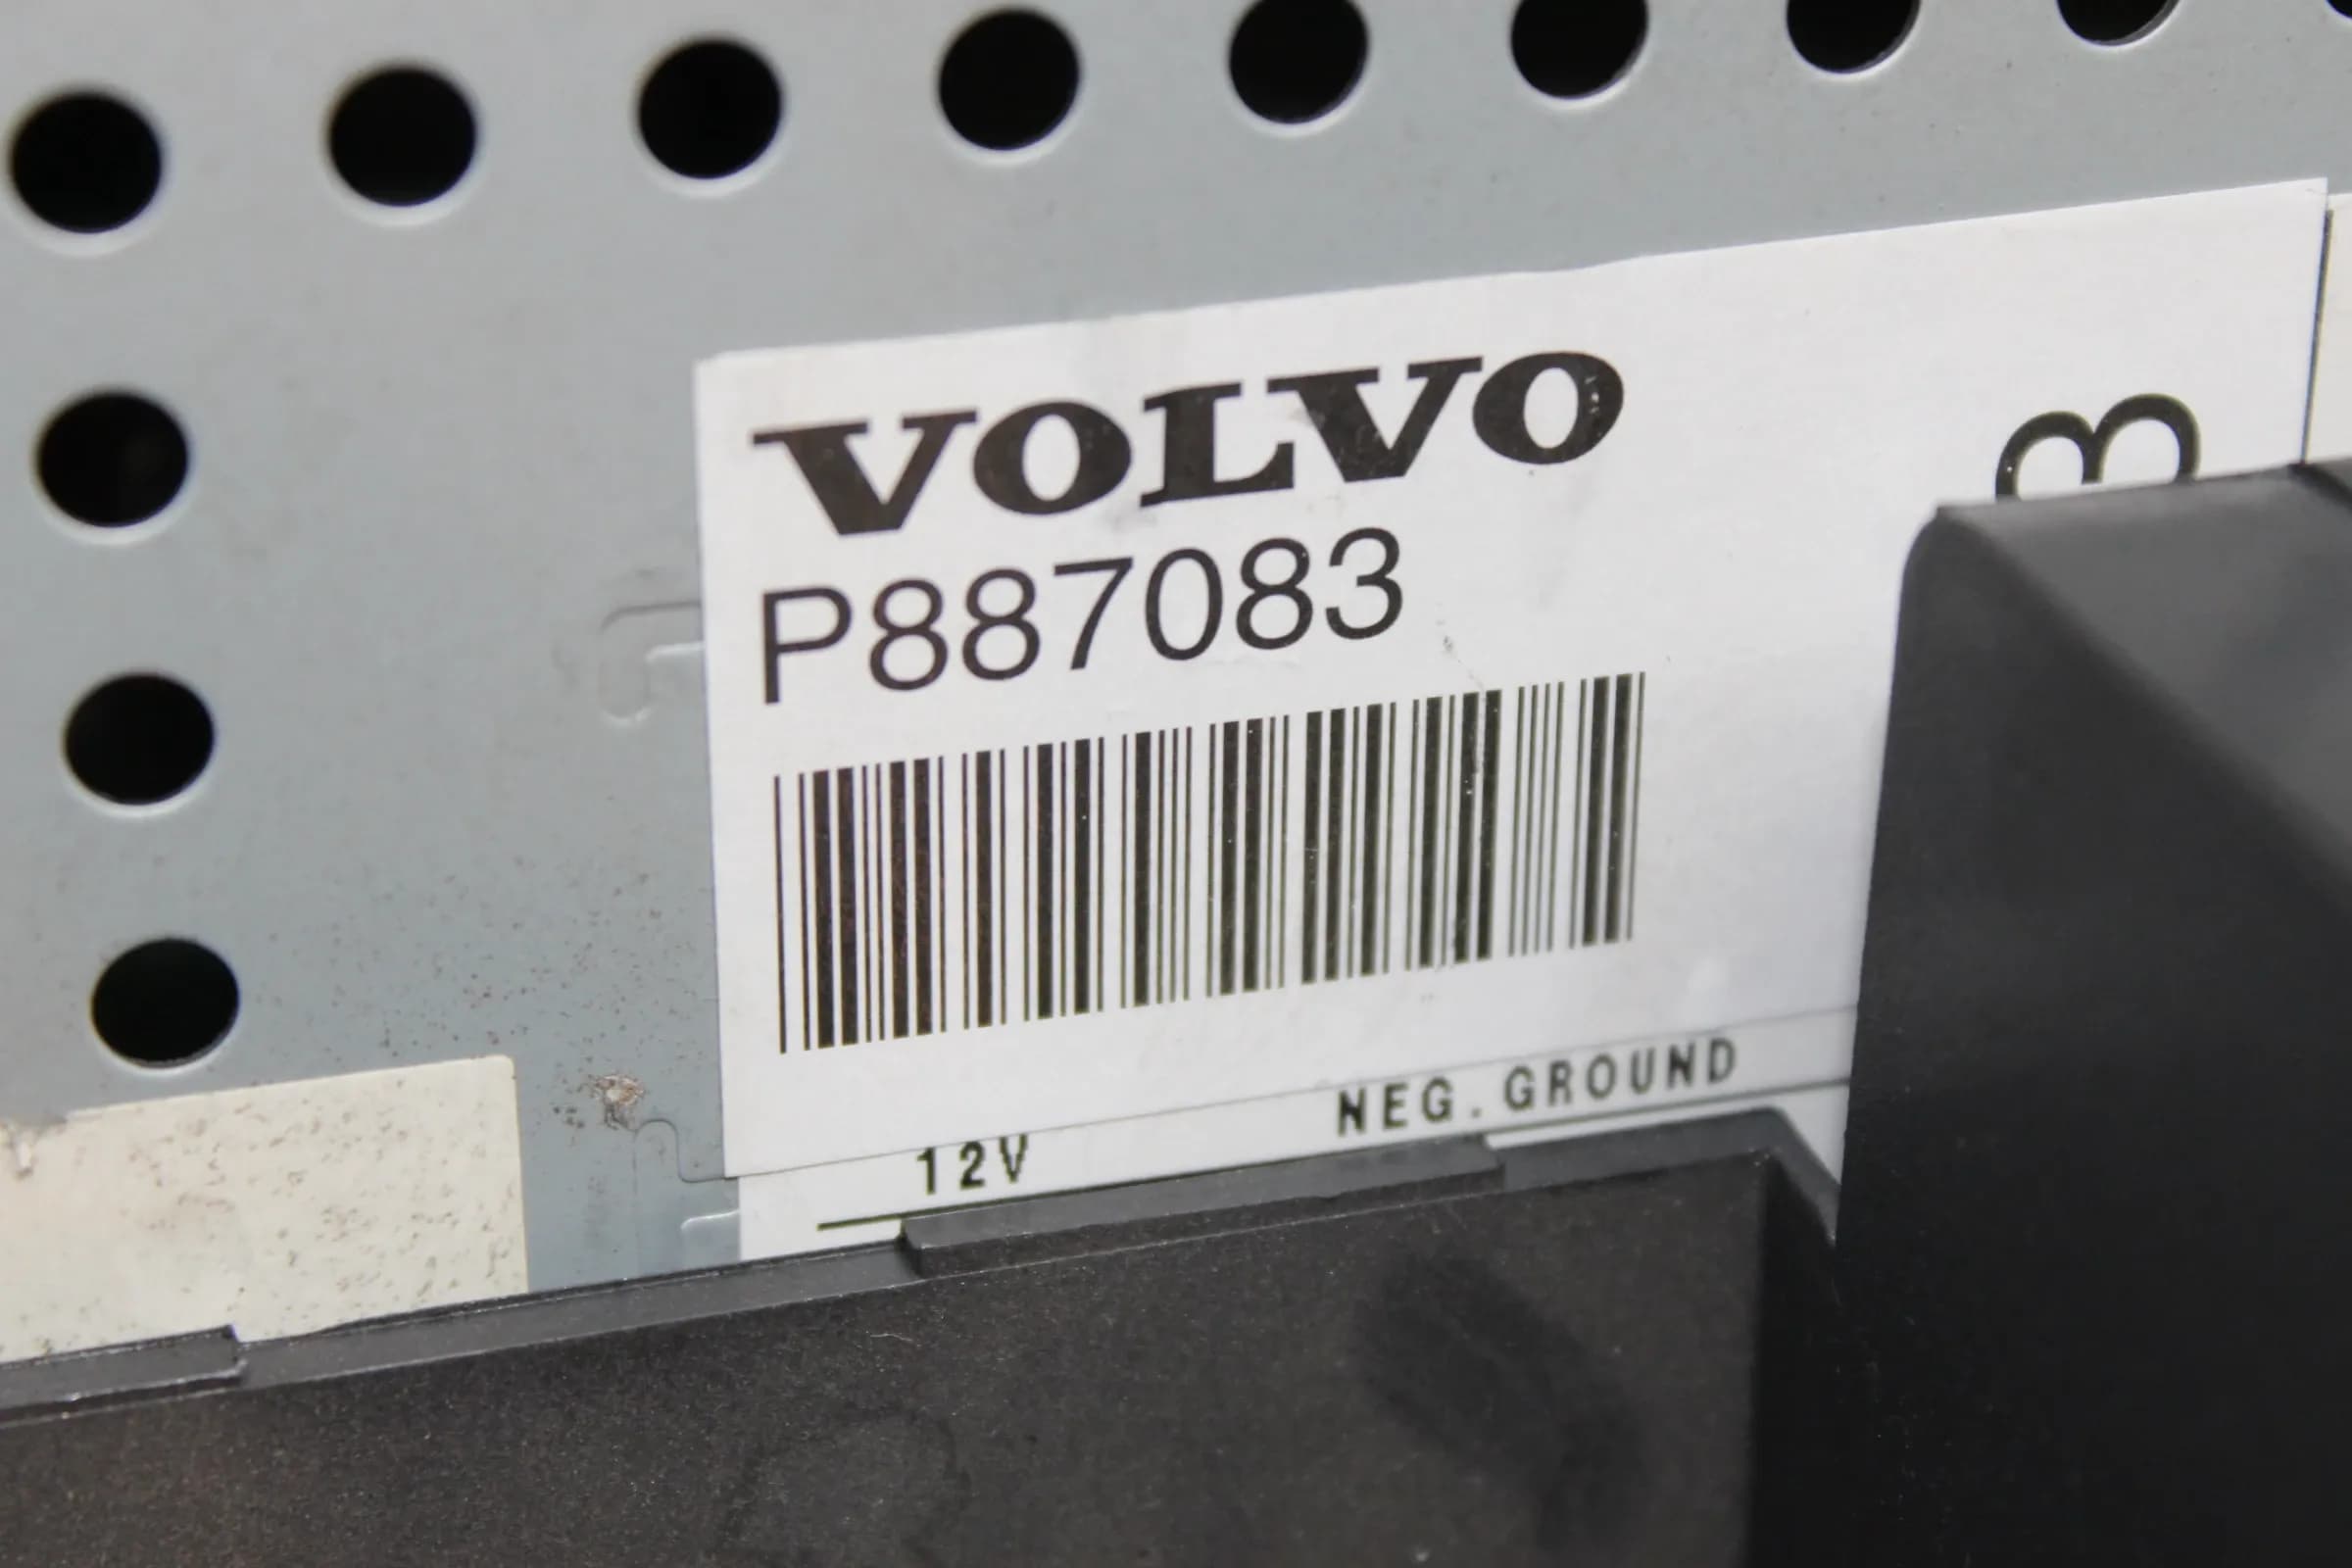 VOLVO
P887083
12V NEG. GROUND